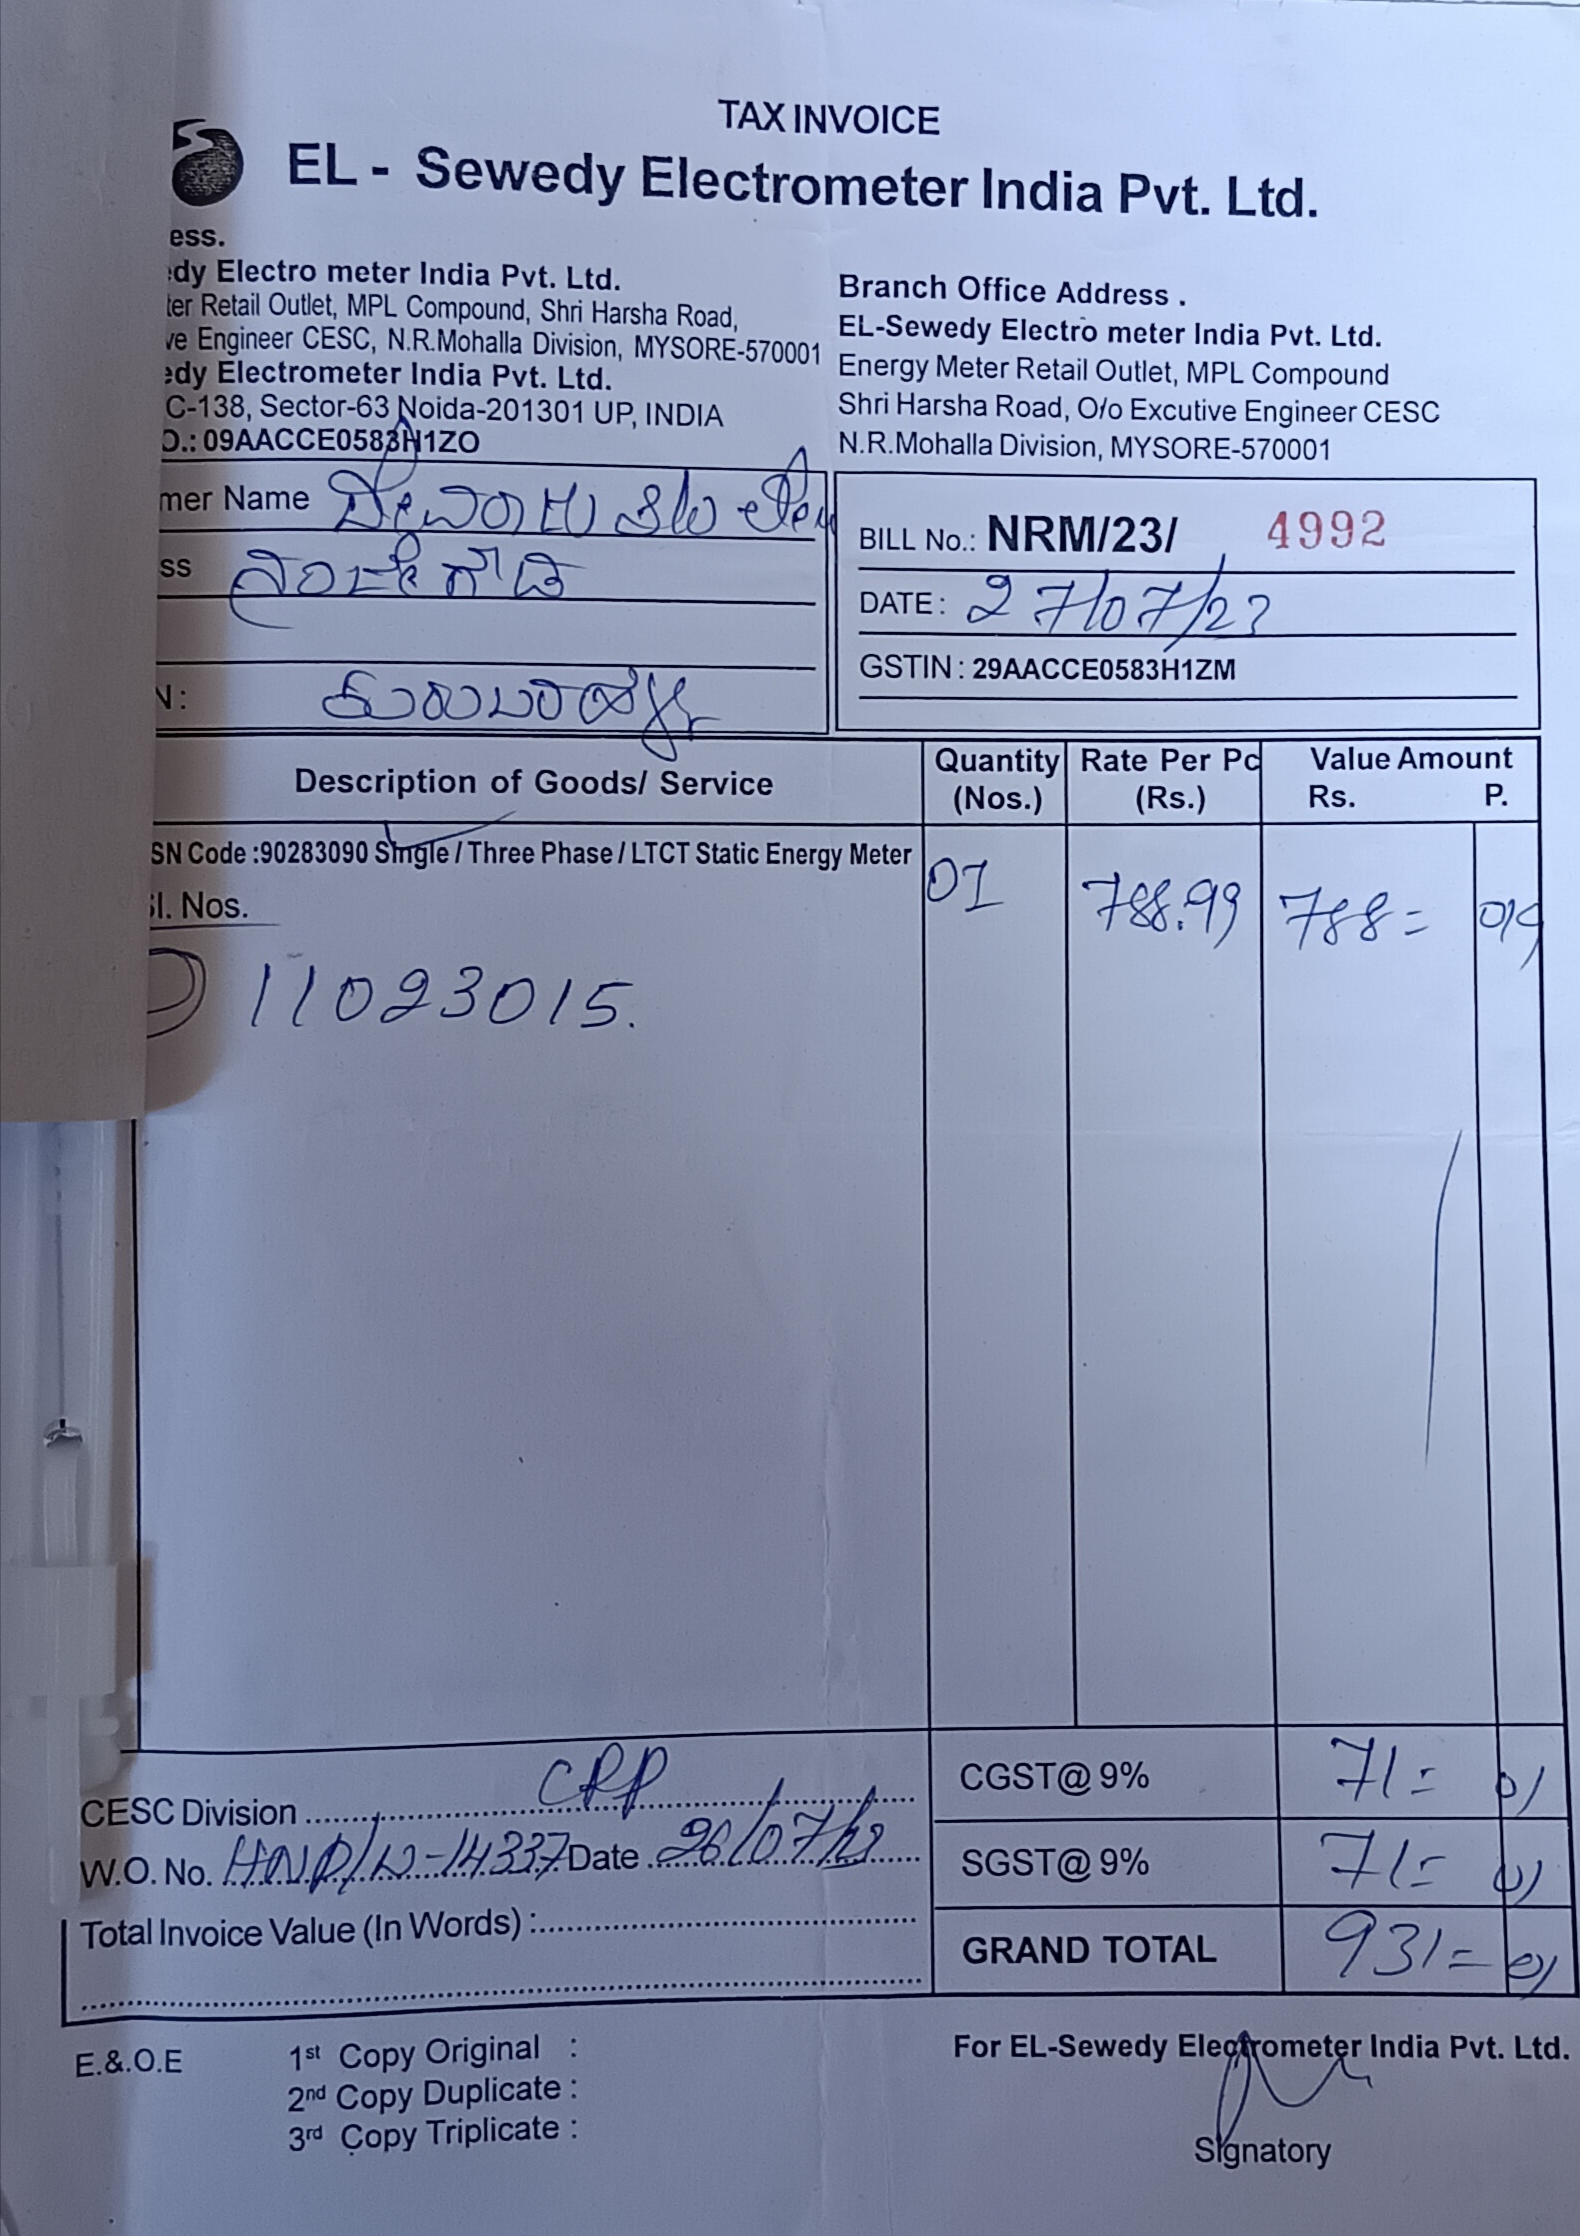 TAX INVOICE
EL - Sewedy Electrometer India Pvt. Ltd.
ess.
edy Electro meter India Pvt. Ltd.
ter Retail Outlet, MPL Compound, Shri Harsha Road,
ve Engineer CESC, N.R.Mohalla Division, MYSORE-570001
edy Electrometer India Pvt. Ltd.
C-138, Sector-63 Noida-201301 UP, INDIA
O.: 09AACCE0583H1ZO
Branch Office Address .
EL-Sewedy Electro meter India Pvt. Ltd.
Energy Meter Retail Outlet, MPL Compound
Shri Harsha Road, O/o Excutive Engineer CESC
N.R.Mohalla Division, MYSORE-570001
mer Name ದೇವರಾಜು
ss ನಂಜೇಗೌಡ
N:
BILL No.: NRM/23/ 4992
DATE: 27/07/23
GSTIN : 29AACCE0583H1ZM
Description of Goods/ Service Quantity (Nos.) Rate Per Pc (Rs.) Value Amount Rs. P.
SN Code :90283090 Single / Three Phase / LTCT Static Energy Meter 01 788.99 788=
Sl. Nos.
11023015.
CESC Division CPP
W.O. No. Date 26/07/23
Total Invoice Value (In Words) :
CGST@ 9% 71=
SGST@ 9% 71=
GRAND TOTAL 931=
E.&.O.E
1st Copy Original :
2nd Copy Duplicate :
3rd Copy Triplicate :
For EL-Sewedy Electrometer India Pvt. Ltd.
Signatory